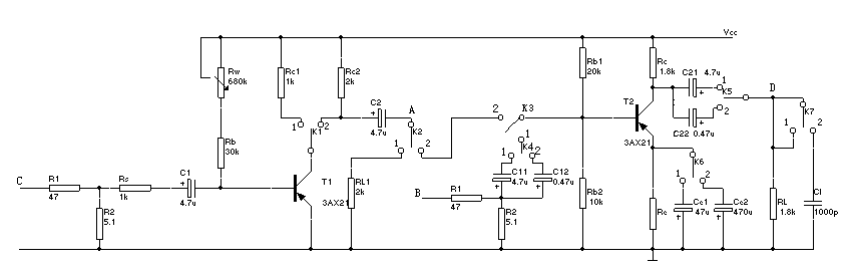 Vcc
Rw
680k
Rc1
1k
Rc2
2k
Rb1
20k
Rc
1.8k
C21 4.7u
1
K5
D
T2
C2
4.7u
A
1
K1
2
K2
1
2
2
K3
1
K4
2
3AX21
2
C22 0.47u
K7
1
2
Rb
30k
C
R1
47
Rs
1k
C1
4.7u
T1
3AX21
RL1
2k
C11
4.7u
C12
0.47u
B
R1
47
Rb2
10k
K6
1
2
R2
5.1
R2
5.1
Re
Ce1
47u
Ce2
470u
RL
1.8k
Cl
1000p